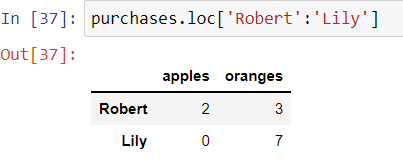 In [37]: purchases.loc['Robert':'Lily']
Out[37]:
apples oranges
Robert 2 3
Lily 0 7